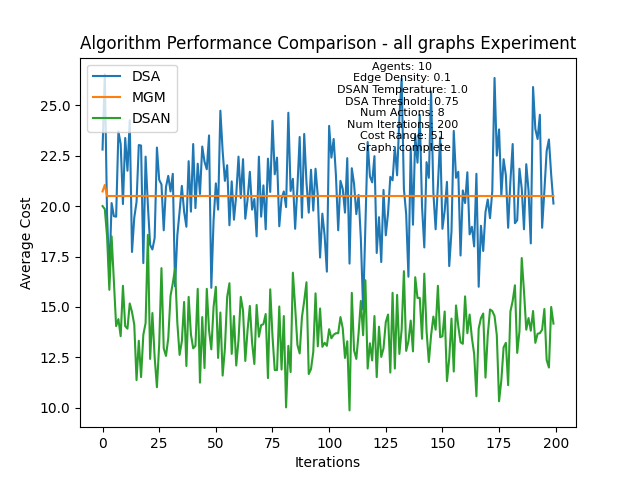 Algorithm Performance Comparison - all graphs Experiment
DSA
MGM
DSAN
Agents: 10
Edge Density: 0.1
DSAN Temperature: 1.0
DSA Threshold: 0.75
Num Actions: 8
Num Iterations: 200
Cost Range: 51
Graph: complete
Average Cost
25.0
22.5
20.0
17.5
15.0
12.5
10.0
0 25 50 75 100 125 150 175 200
Iterations